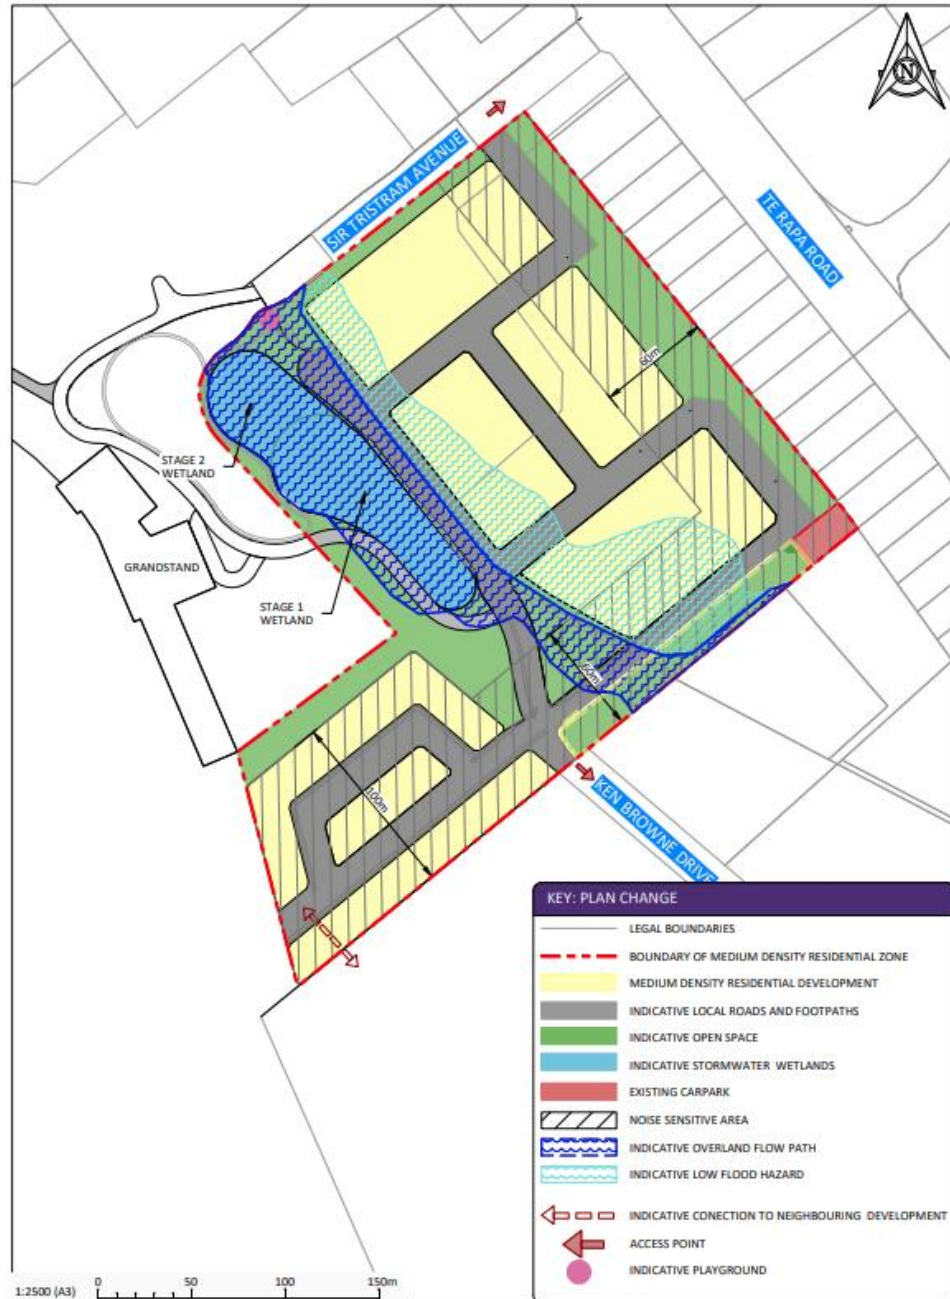 N
SIR TRISTRAM AVENUE
TE RAPA ROAD
60m
STAGE 2
WETLAND
GRANDSTAND
STAGE 1
WETLAND
100m
KEN BROWNE DRIVE
KEY: PLAN CHANGE
LEGAL BOUNDARIES
BOUNDARY OF MEDIUM DENSITY RESIDENTIAL ZONE
MEDIUM DENSITY RESIDENTIAL DEVELOPMENT
INDICATIVE LOCAL ROADS AND FOOTPATHS
INDICATIVE OPEN SPACE
INDICATIVE STORMWATER WETLANDS
EXISTING CARPARK
NOISE SENSITIVE AREA
INDICATIVE OVERLAND FLOW PATH
INDICATIVE LOW FLOOD HAZARD
INDICATIVE CONECTION TO NEIGHBOURING DEVELOPMENT
ACCESS POINT
INDICATIVE PLAYGROUND
1:2500 (A3) 0 50 100 150m